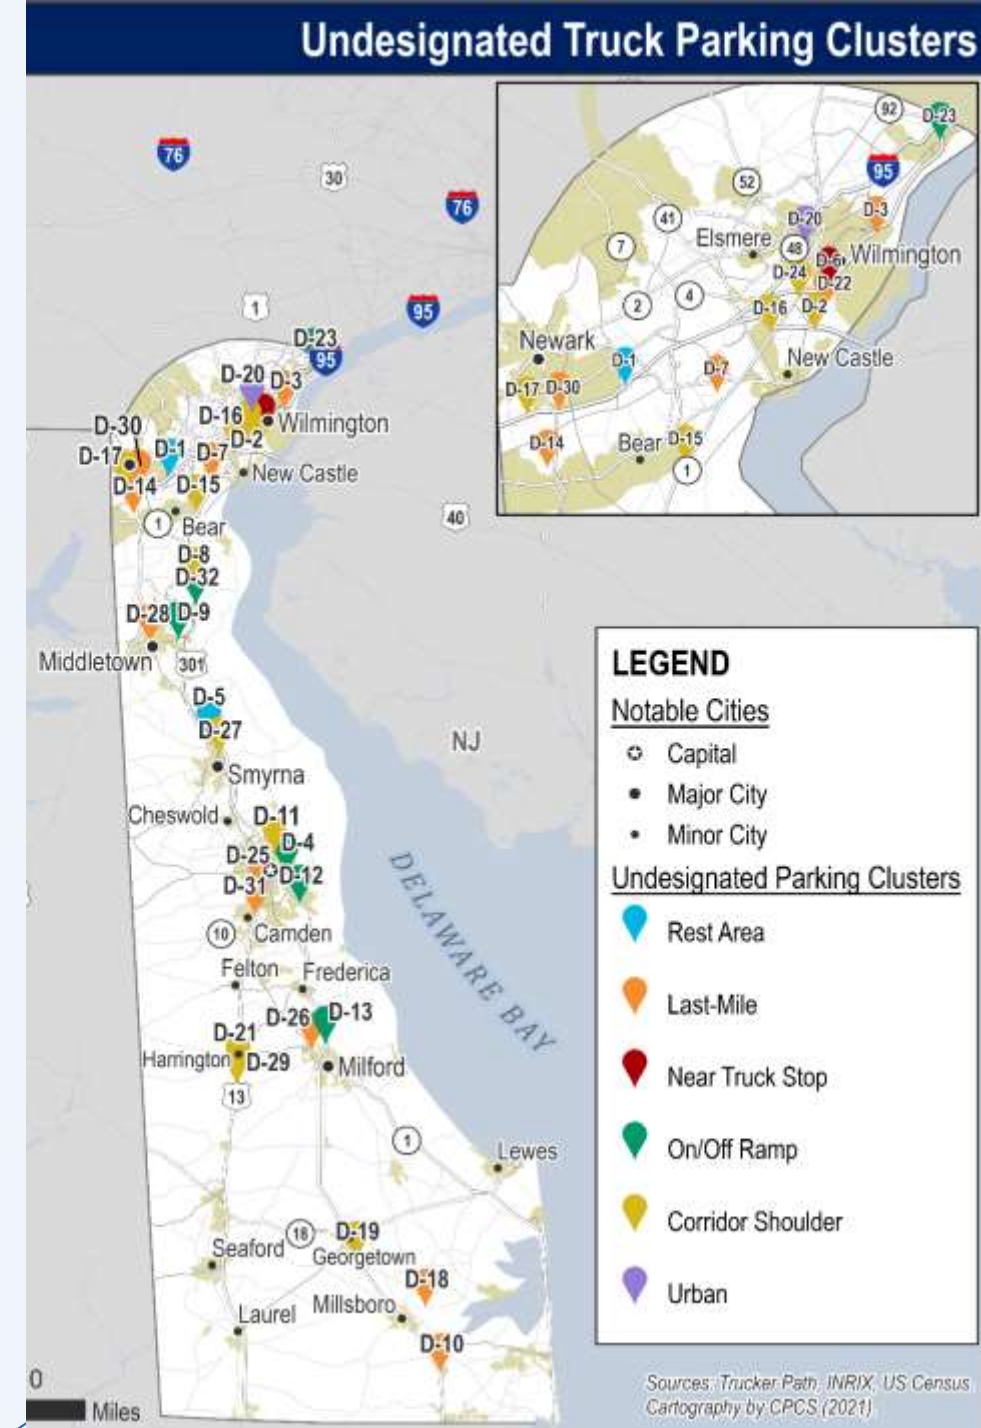 Undesignated Truck Parking Clusters
92
D-23
76
30
95
52
76
D-20
D-3
41
7
Elsmere
48
D-6
Wilmington
D-24
D-22
2
4
D-16
D-2
1
95
Newark
D-1
D-7
New Castle
D-17
D-30
D-14
Bear
D-15
1
D-23
95
D-20
D-3
D-16
Wilmington
D-30
D-2
D-17
D-1
D-7
New Castle
D-14
D-15
1
Bear
40
D-8
D-32
D-28
D-9
Middletown
301
D-5
D-27
Smyrna
NJ
Cheswold
D-11
D-4
D-25
D-12
D-31
10
Camden
Felton
Frederica
DELAWARE BAY
D-26
D-13
D-21
Harrington
D-29
Milford
13
1
Lewes
18
D-19
Seaford
Georgetown
D-18
Laurel
Millsboro
D-10
LEGEND
Notable Cities
Capital
Major City
Minor City
Undesignated Parking Clusters
Rest Area
Last-Mile
Near Truck Stop
On/Off Ramp
Corridor Shoulder
Urban
0
Miles
Sources: Trucker Path, INRIX, US Census
Cartography by CPCS (2021)